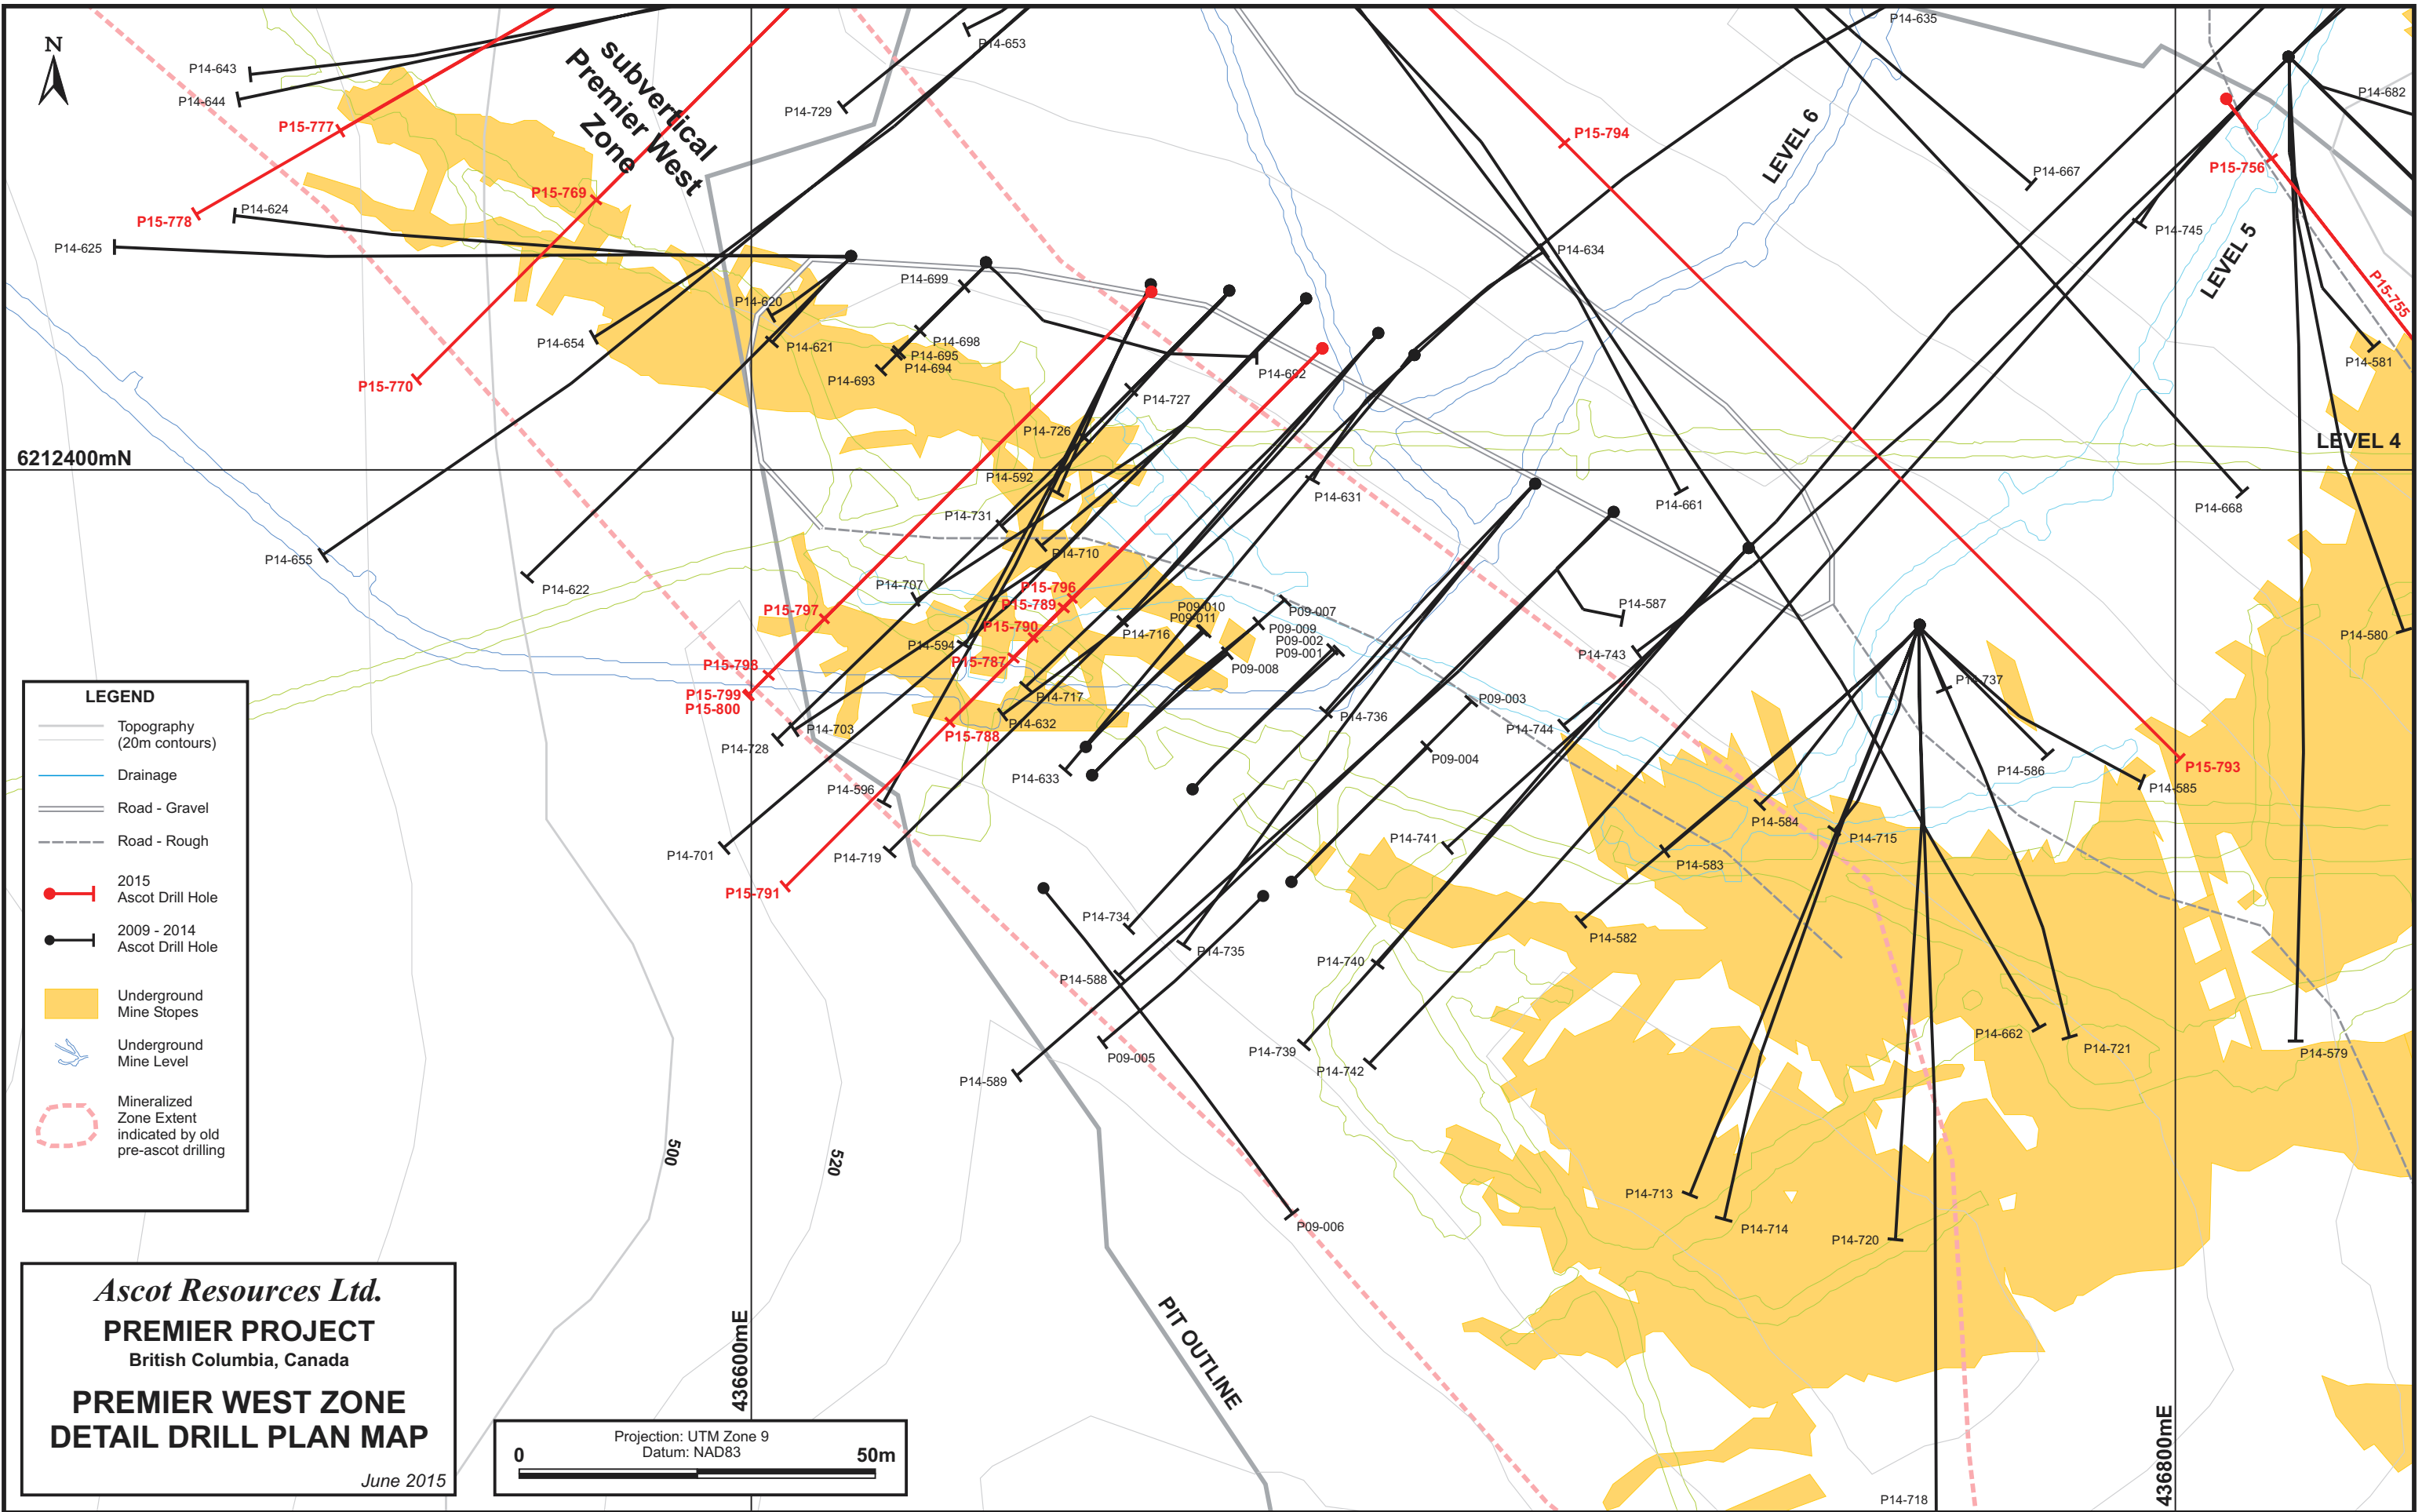 N
P14-643
P14-644
P15-777
P15-778
P14-624
P14-625
subvertical
Premier West
Zone
P15-769
P15-770
P14-653
P14-729
P14-635
P15-794
LEVEL 6
P14-667
P14-682
P15-756
P14-745
LEVEL 5
P15-755
P14-581
P14-634
P14-699
P14-620
P14-621
P14-654
P14-698
P14-695
P14-694
P14-693
P14-692
P14-727
P14-726
LEVEL 4
6212400mN
P14-592
P14-631
P14-661
P14-668
P14-731
P14-710
P14-655
P14-622
P14-707
P15-796
P15-789
P15-797
P15-790
P09-010
P09-011
P09-007
P09-009
P09-002
P09-001
P14-716
P14-587
P14-580
P14-594
P15-787
P09-008
P14-743
P15-798
P15-799
P15-800
P14-717
P14-632
P15-788
P14-703
P14-728
P14-736
P09-003
P14-744
P14-737
P09-004
P14-586
P15-793
P14-585
P14-633
P14-596
P14-584
P14-715
P14-741
P14-583
P14-701
P14-719
P15-791
P14-734
P14-735
P14-582
P14-740
P14-588
P14-739
P14-742
P14-662
P14-721
P14-579
P09-005
P14-589
P14-713
P14-714
P14-720
P09-006
P14-718
500
520
PIT OUTLINE
436600mE
436800mE
LEGEND
Topography
(20m contours)
Drainage
Road - Gravel
Road - Rough
2015
Ascot Drill Hole
2009 - 2014
Ascot Drill Hole
Underground
Mine Stopes
Underground
Mine Level
Mineralized
Zone Extent
indicated by old
pre-ascot drilling
Ascot Resources Ltd.
PREMIER PROJECT
British Columbia, Canada
PREMIER WEST ZONE
DETAIL DRILL PLAN MAP
June 2015
Projection: UTM Zone 9
Datum: NAD83
0
50m